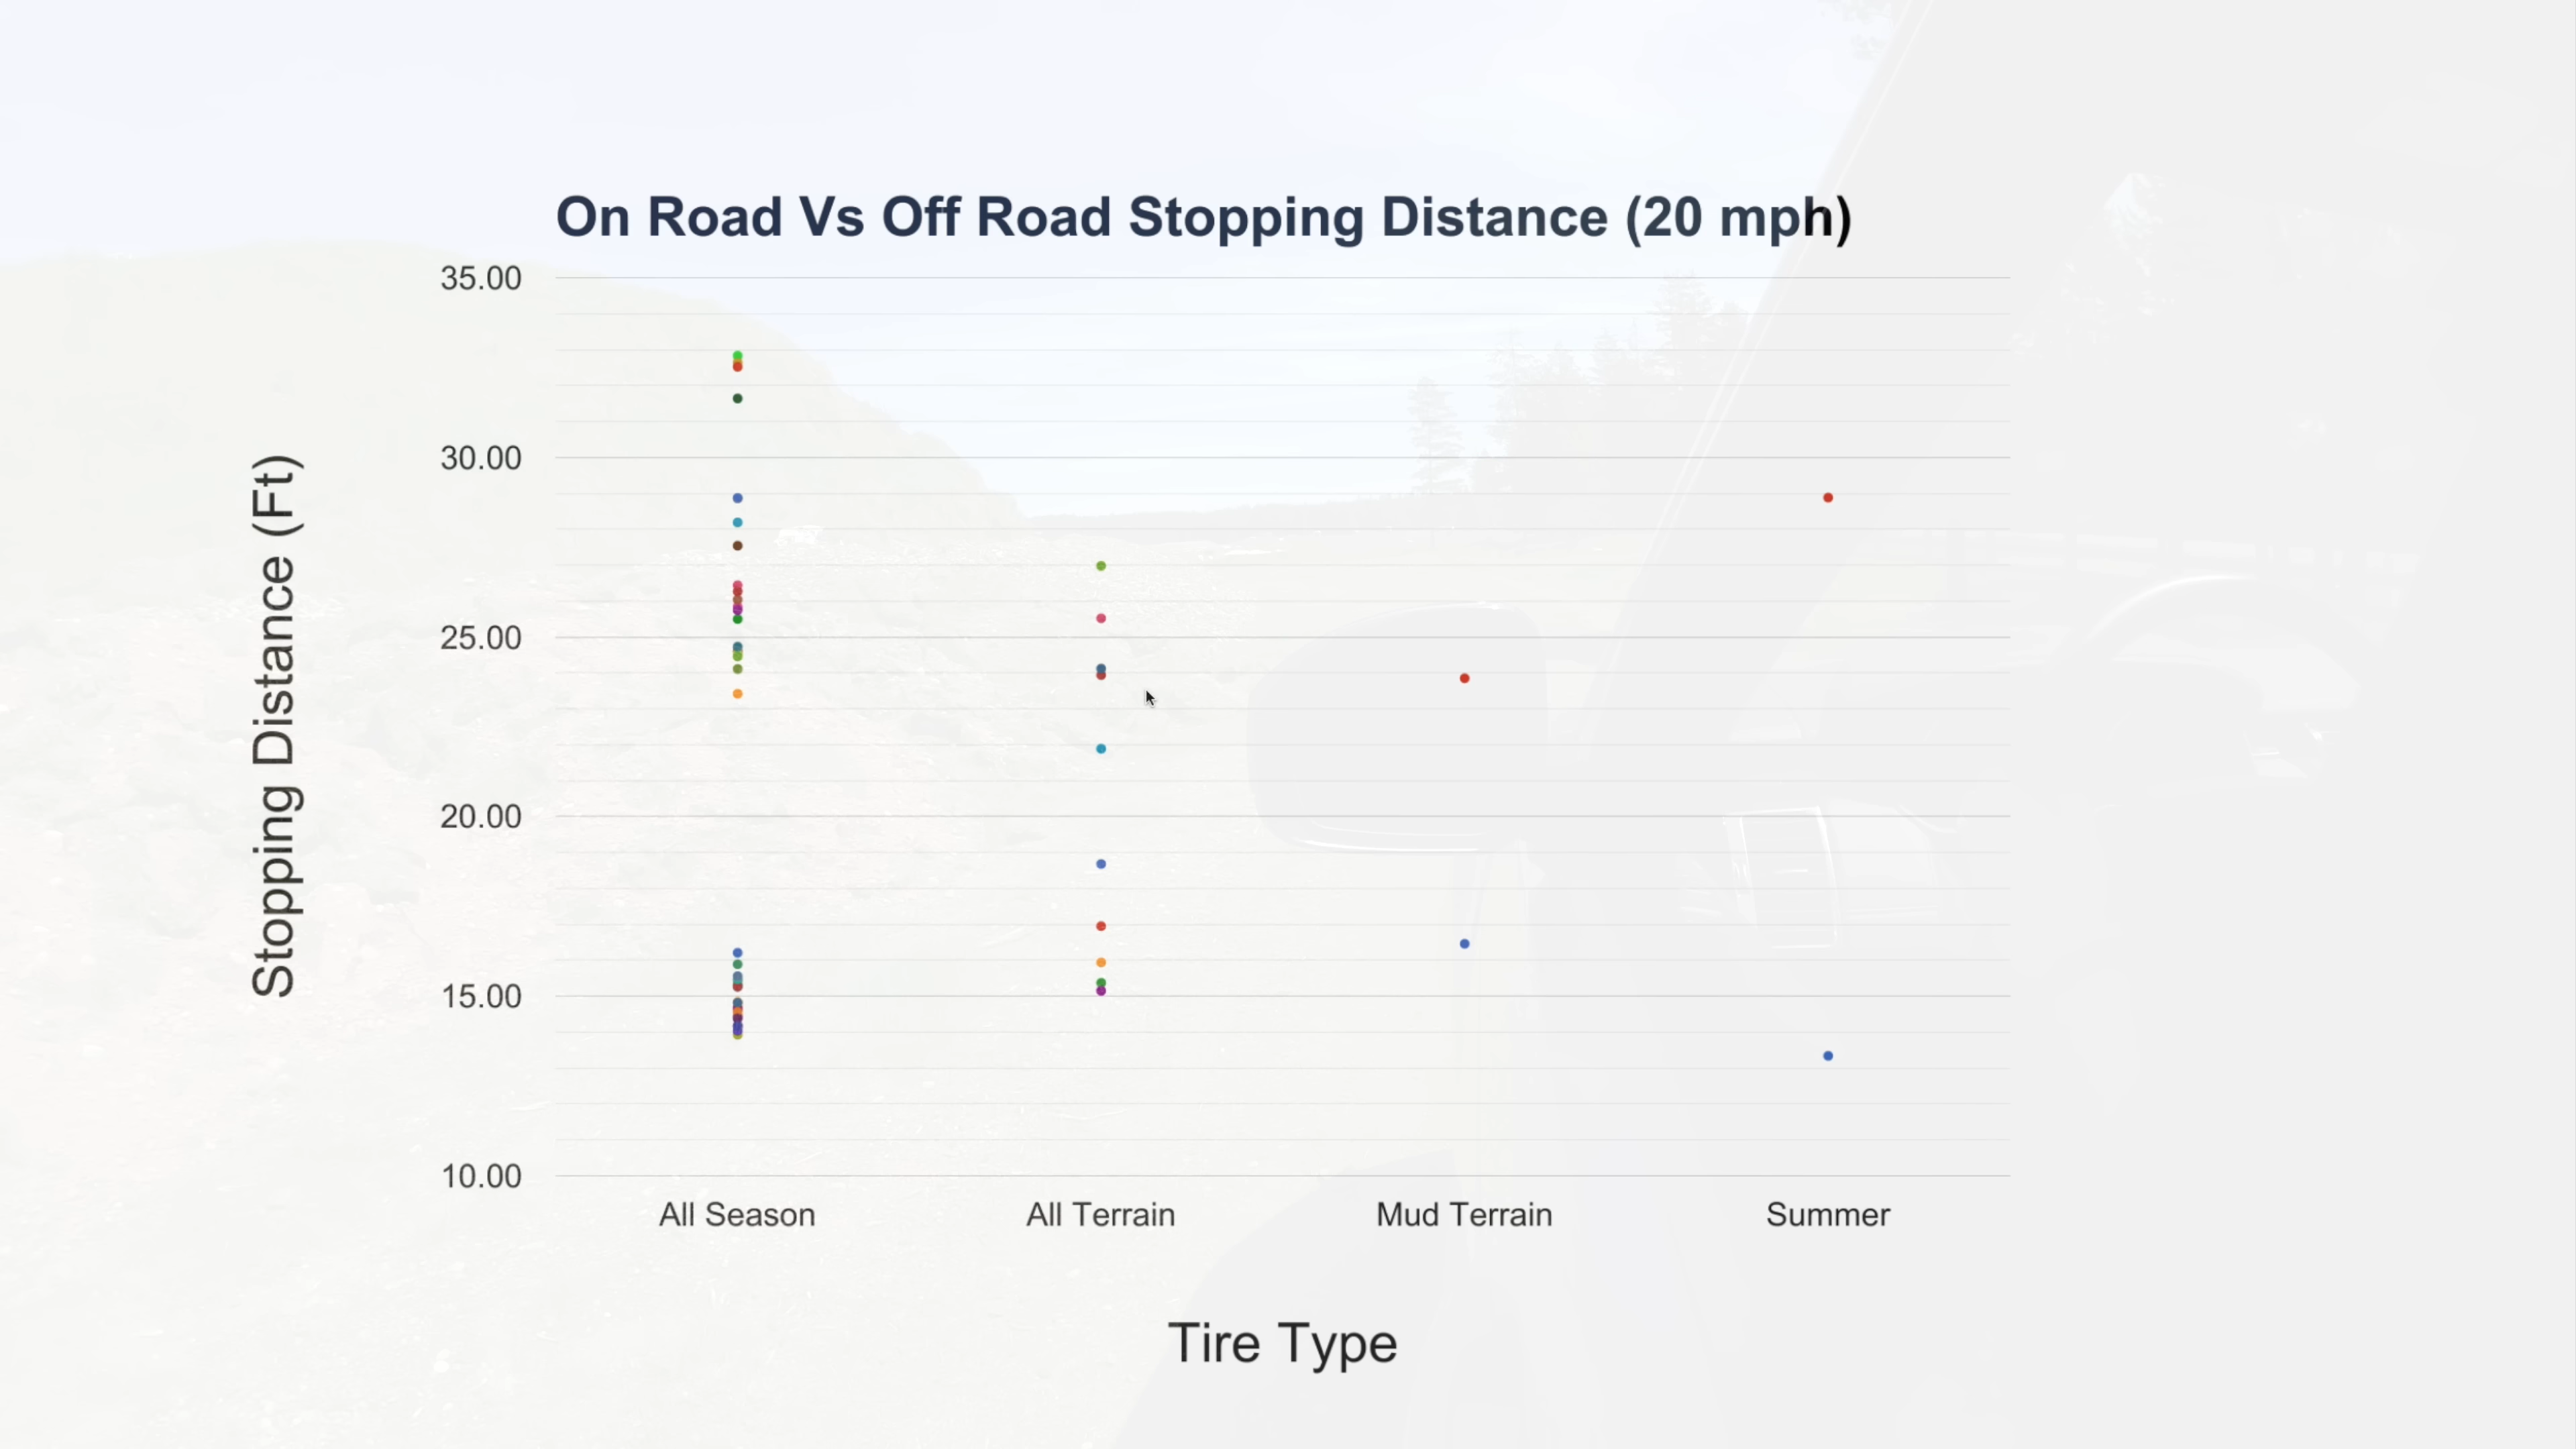 On Road Vs Off Road Stopping Distance (20 mph)
Stopping Distance (Ft)
35.00
30.00
25.00
20.00
15.00
10.00
All Season
All Terrain
Mud Terrain
Summer
Tire Type